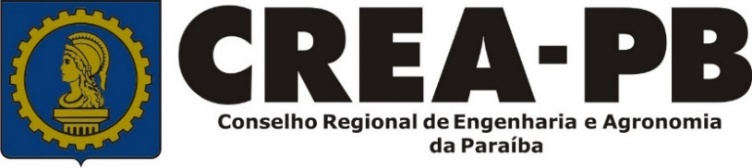 CREA-PB
Conselho Regional de Engenharia e Agronomia
da Paraíba